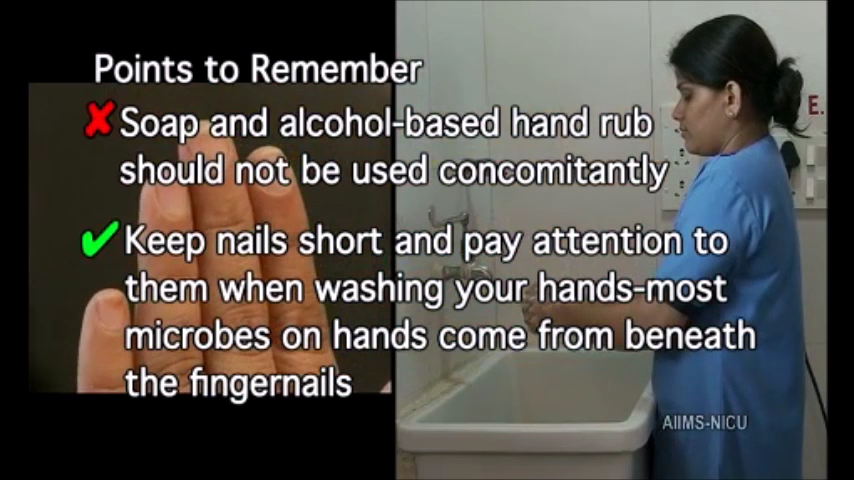 Points to Remember
✘ Soap and alcohol-based hand rub
should not be used concomitantly
✔ Keep nails short and pay attention to
them when washing your hands-most
microbes on hands come from beneath
the fingernails
E.
AIIMS-NICU